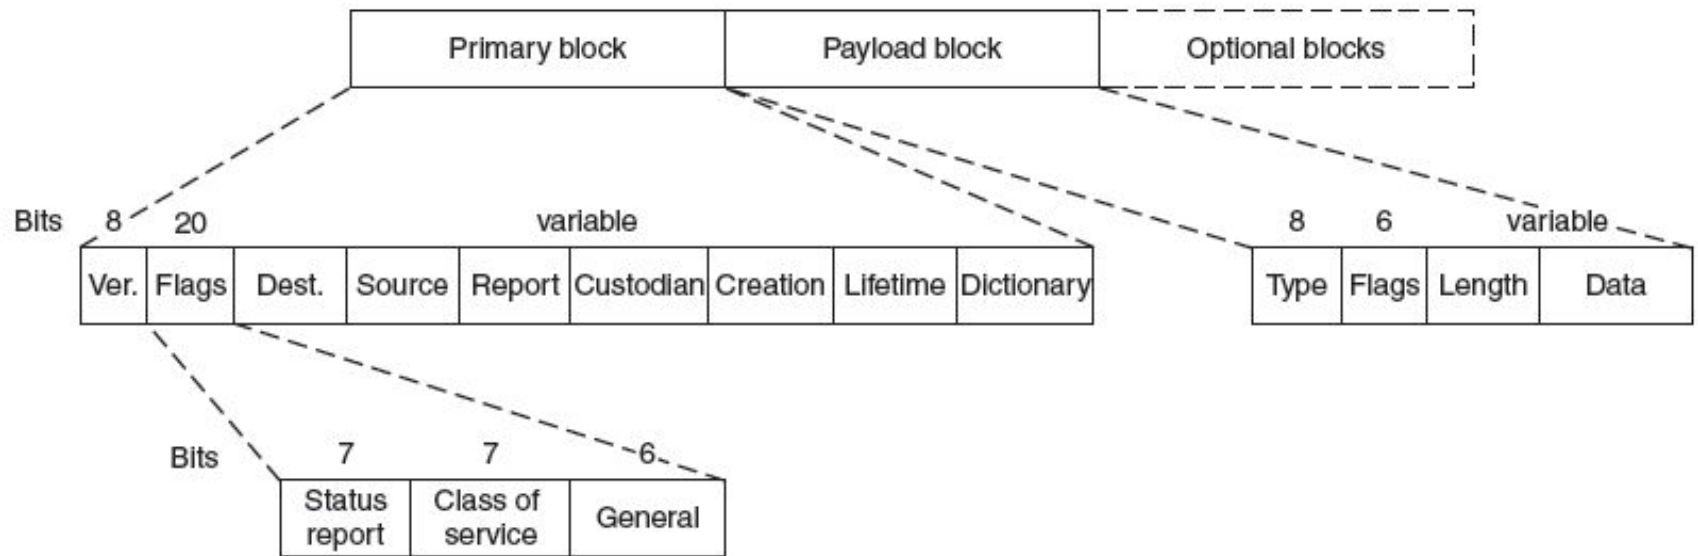 Primary block Payload block Optional blocks
Bits 8 20 variable 8 6 variable
Ver. Flags Dest. Source Report Custodian Creation Lifetime Dictionary Type Flags Length Data
Bits 7 7 6
Status report Class of service General